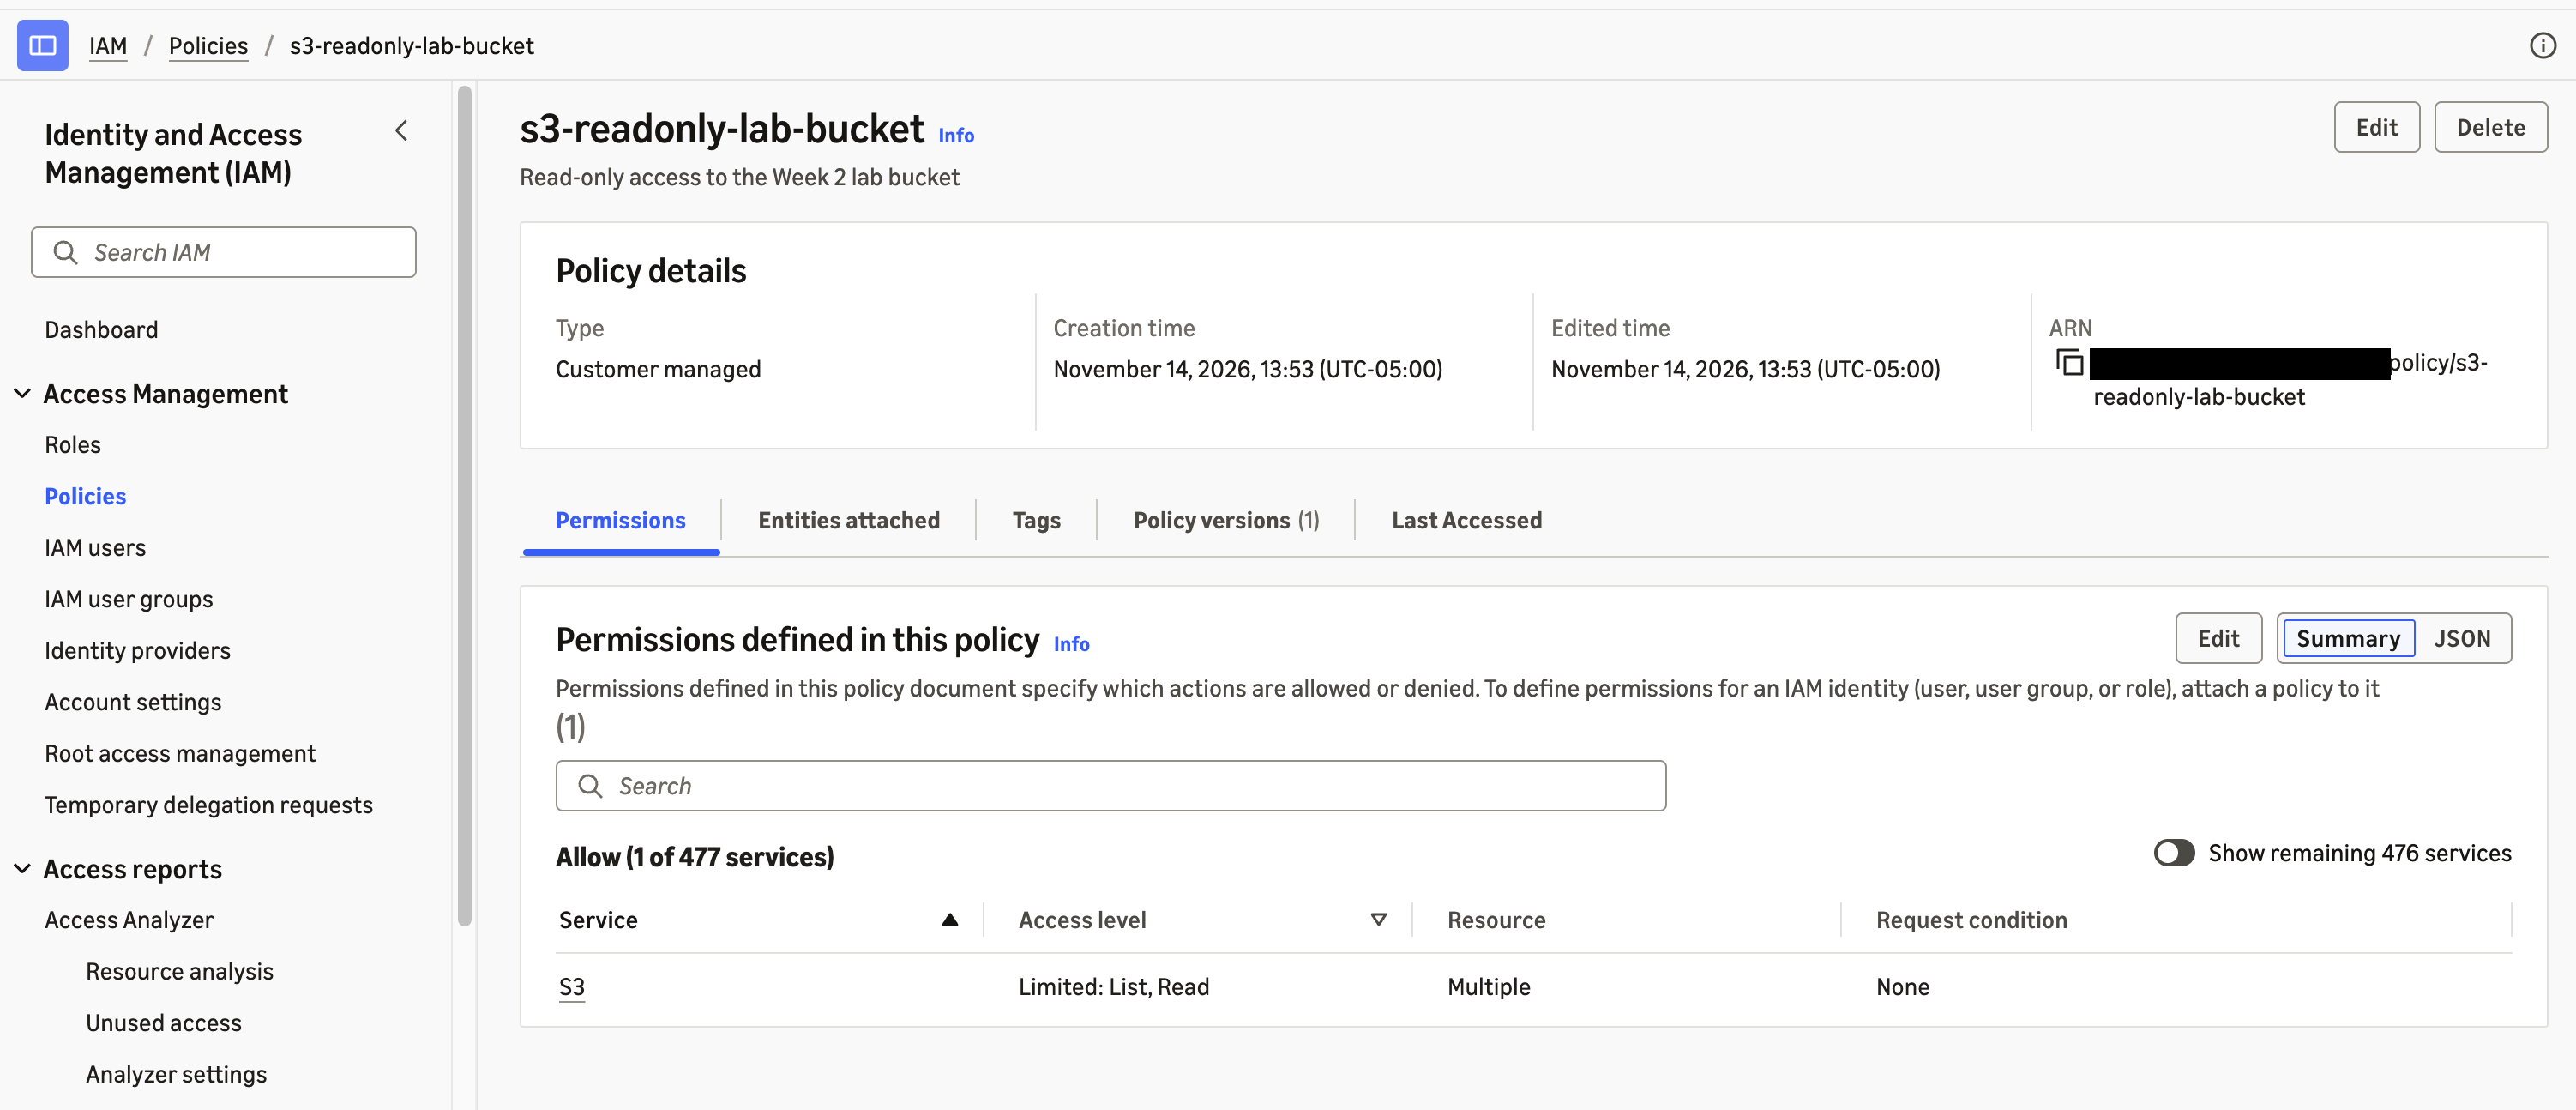 IAM / Policies / s3-readonly-lab-bucket
Identity and Access
Management (IAM)
Search IAM
Dashboard
Access Management
Roles
Policies
IAM users
IAM user groups
Identity providers
Account settings
Root access management
Temporary delegation requests
Access reports
Access Analyzer
Resource analysis
Unused access
Analyzer settings
s3-readonly-lab-bucket Info
Edit Delete
Read-only access to the Week 2 lab bucket
Policy details
Type
Customer managed
Creation time
November 14, 2026, 13:53 (UTC-05:00)
Edited time
November 14, 2026, 13:53 (UTC-05:00)
ARN
policy/s3-
readonly-lab-bucket
Permissions Entities attached Tags Policy versions (1) Last Accessed
Permissions defined in this policy Info
Edit Summary JSON
Permissions defined in this policy document specify which actions are allowed or denied. To define permissions for an IAM identity (user, user group, or role), attach a policy to it
(1)
Search
Allow (1 of 477 services)
Show remaining 476 services
Service Access level Resource Request condition
S3 Limited: List, Read Multiple None